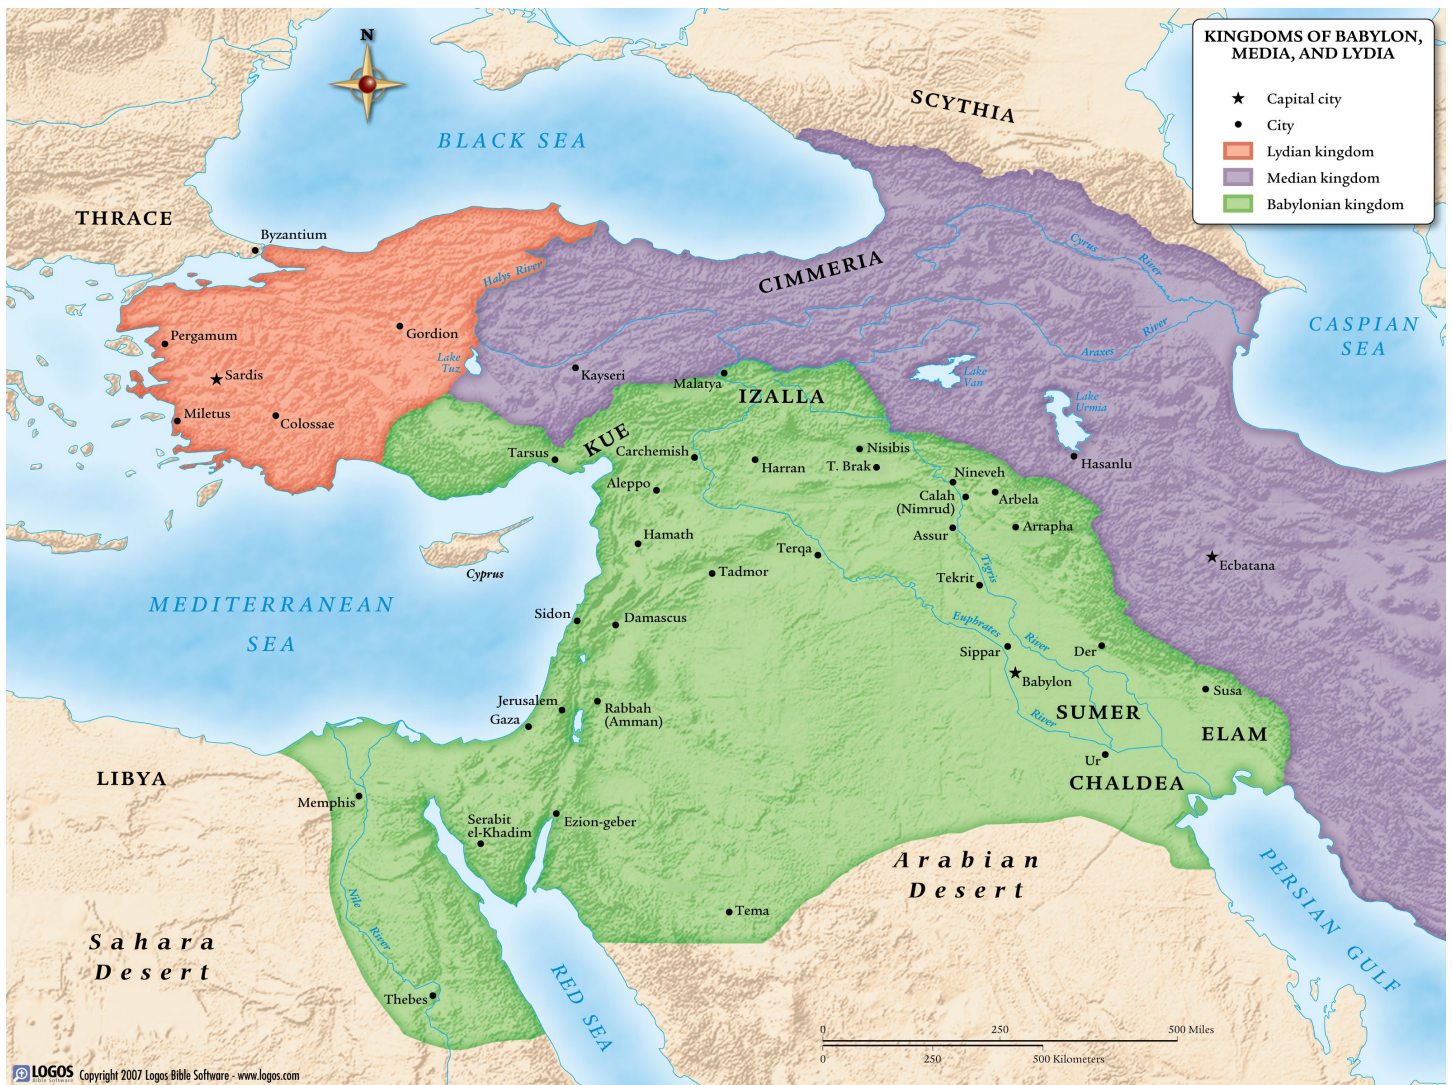 KINGDOMS OF BABYLON,
MEDIA, AND LYDIA
Capital city
City
Lydian kingdom
Median kingdom
Babylonian kingdom
N
SCYTHIA
BLACK SEA
THRACE
Byzantium
Cyrus
River
CIMMERIA
Halys River
CASPIAN
SEA
Pergamum
Gordion
Araxes
River
Lake
Tuz
Sardis
Kayseri
Malatya
Lake
Van
IZALLA
Lake
Urmia
Miletus
Colossae
KUE
Tarsus
Carchemish
Harran
Nisibis
T. Brak
Hasanlu
Aleppo
Nineveh
Calah
(Nimrud)
Arbela
Hamath
Assur
Arrapha
Terqa
Ecbatana
Cyprus
Tadmor
Tigris
Tekrit
MEDITERRANEAN
SEA
Sidon
Damascus
Euphrates
River
Sippar
Der
Babylon
Susa
Jerusalem
Gaza
Rabbah
(Amman)
SUMER
River
ELAM
Ur
CHALDEA
LIBYA
Memphis
Serabit
el-Khadim
Ezion-geber
Arabian
Desert
PERSIAN GULF
Nile
River
Tema
Sahara
Desert
RED SEA
Thebes
0 250 500 Miles
0 250 500 Kilometers
LOGOS
Bible Software
Copyright 2007 Logos Bible Software - www.logos.com